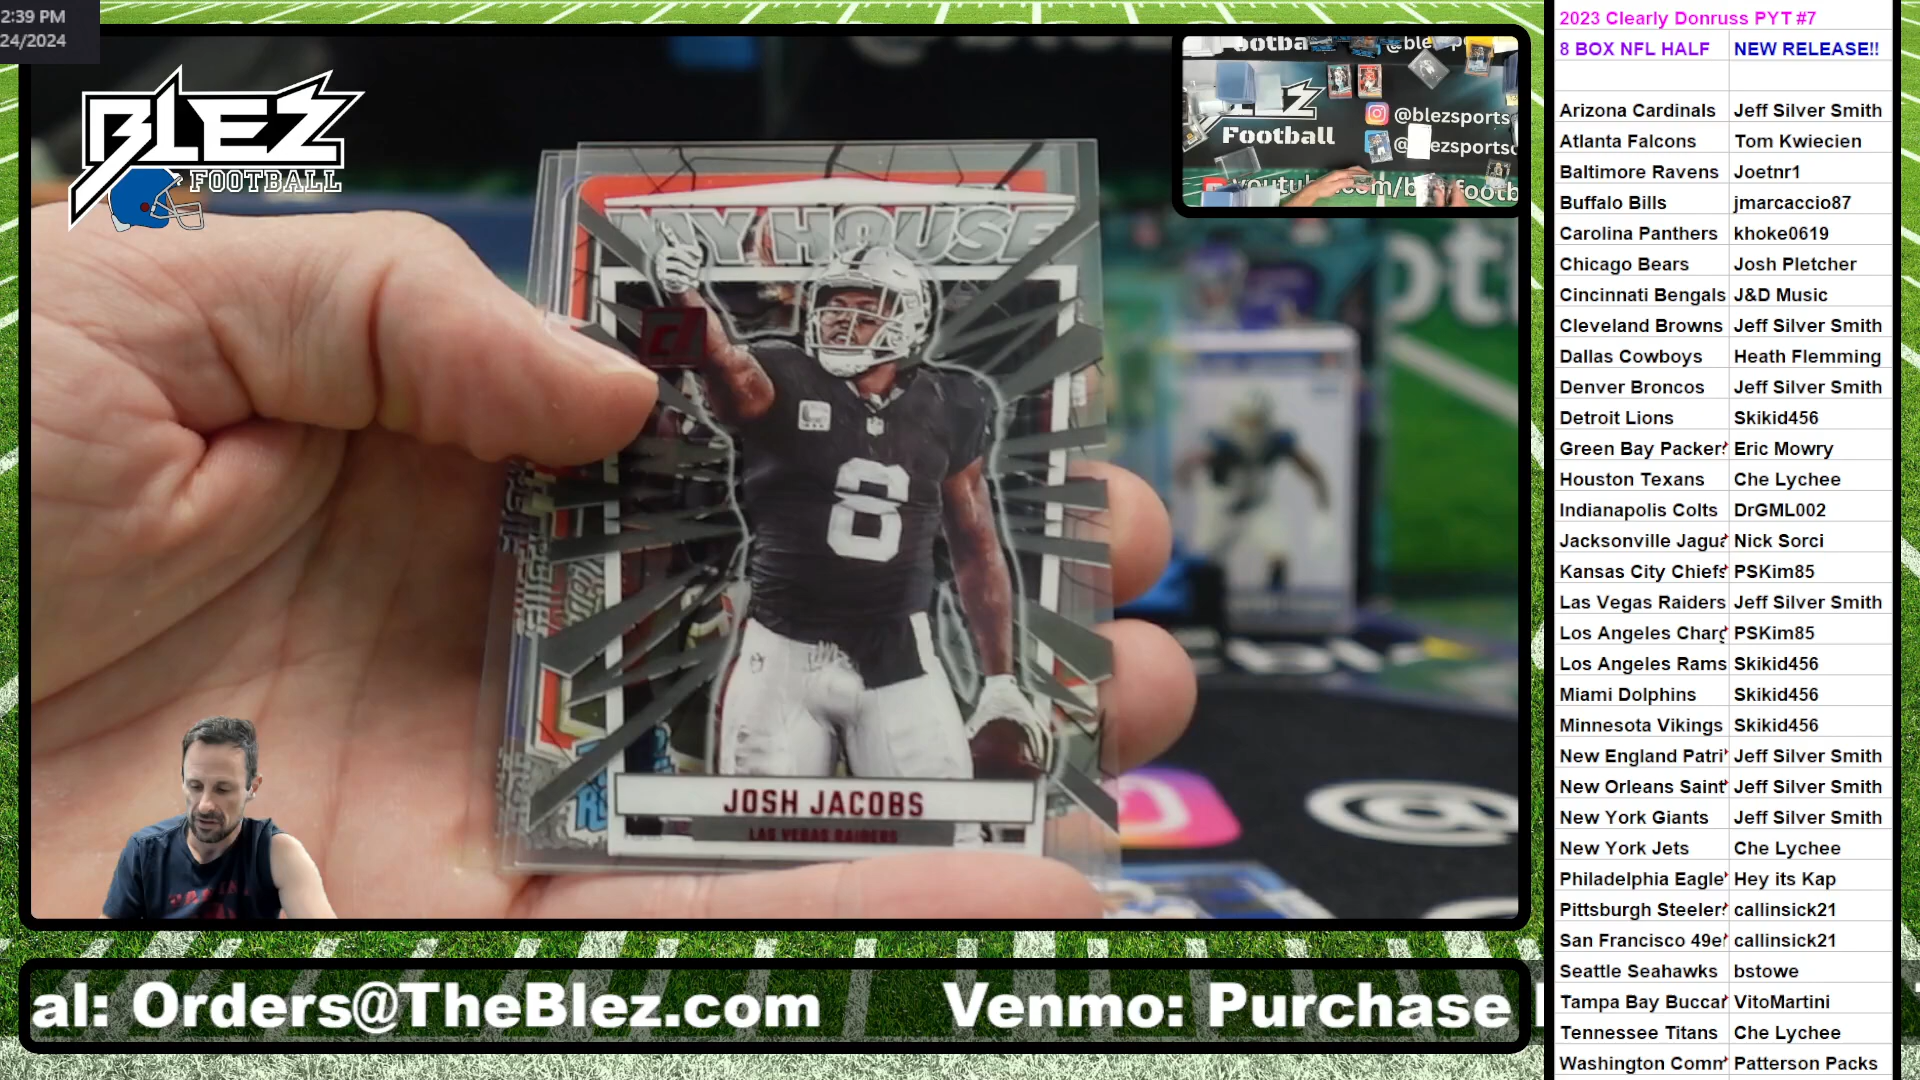 2:39 PM
24/2024
BLEZ
FOOTBALL
MY HOUSE
8
JOSH JACOBS
LAS VEGAS RAIDERS
BLEZ
Football
@blezsports
al: Orders@TheBlez.com
Venmo: Purchase
2023 Clearly Donruss PYT #7
8 BOX NFL HALF NEW RELEASE!!
Arizona Cardinals Jeff Silver Smith
Atlanta Falcons Tom Kwiecien
Baltimore Ravens Joetnr1
Buffalo Bills jmarcaccio87
Carolina Panthers khoke0619
Chicago Bears Josh Pletcher
Cincinnati Bengals J&D Music
Cleveland Browns Jeff Silver Smith
Dallas Cowboys Heath Flemming
Denver Broncos Jeff Silver Smith
Detroit Lions Skikid456
Green Bay Packer Eric Mowry
Houston Texans Che Lychee
Indianapolis Colts DrGML002
Jacksonville Jagua Nick Sorci
Kansas City Chiefs PSKim85
Las Vegas Raiders Jeff Silver Smith
Los Angeles Charg PSKim85
Los Angeles Rams Skikid456
Miami Dolphins Skikid456
Minnesota Vikings Skikid456
New England Patri Jeff Silver Smith
New Orleans Saint Jeff Silver Smith
New York Giants Jeff Silver Smith
New York Jets Che Lychee
Philadelphia Eagle Hey its Kap
Pittsburgh Steeler callinsick21
San Francisco 49e callinsick21
Seattle Seahawks bstowe
Tampa Bay Buccar VitoMartini
Tennessee Titans Che Lychee
Washington Comm Patterson Packs